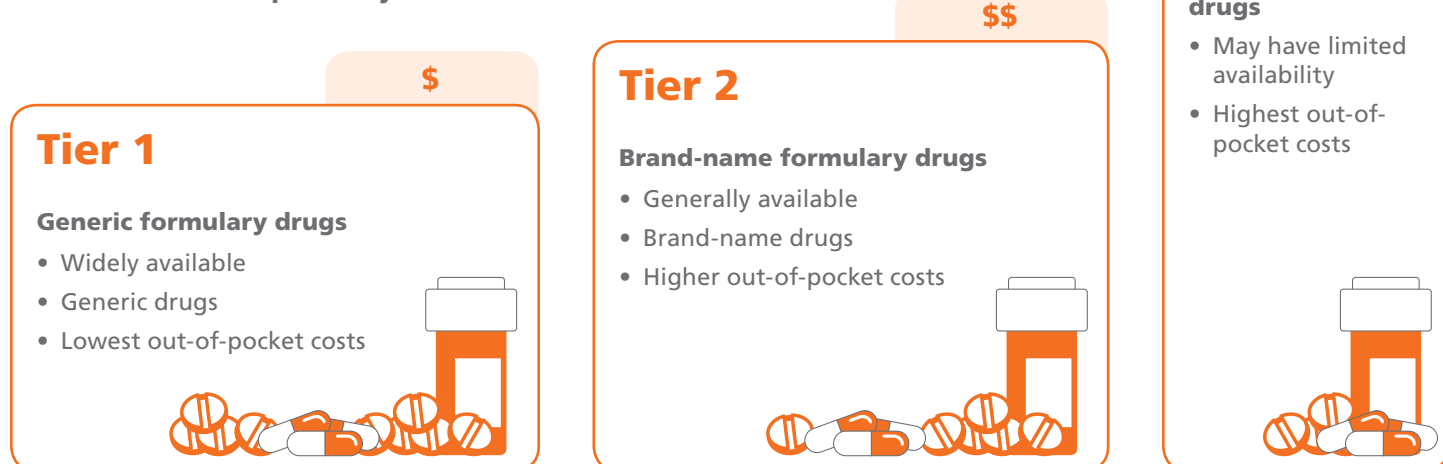 $
Tier 1
Generic formulary drugs
• Widely available
• Generic drugs
• Lowest out-of-pocket costs
$$
Tier 2
Brand-name formulary drugs
• Generally available
• Brand-name drugs
• Higher out-of-pocket costs
drugs
• May have limited
availability
• Highest out-of-
pocket costs